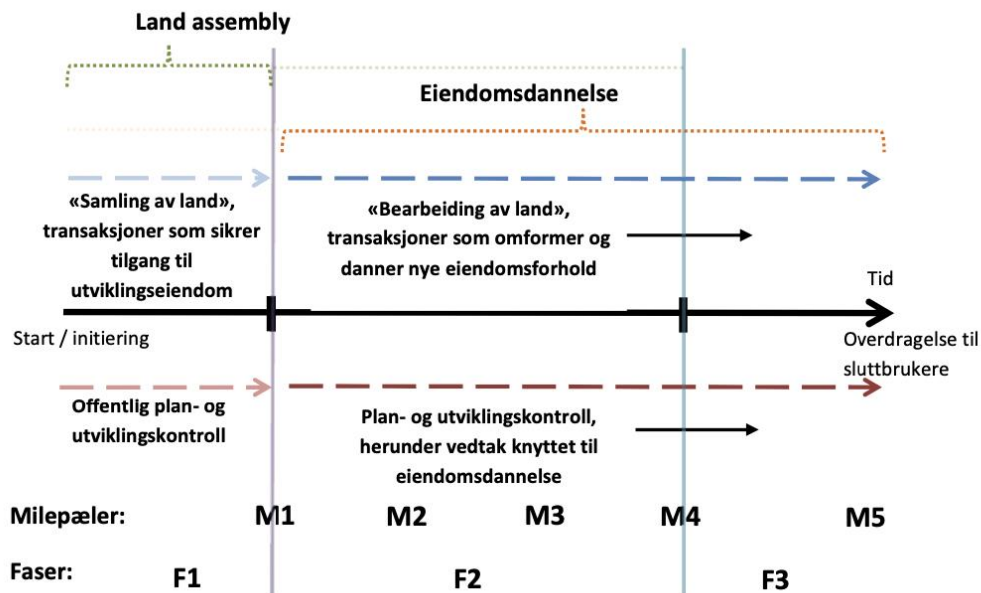 Land assembly
Eiendomsdannelse
«Samling av land»,
transaksjoner som sikrer
tilgang til
utviklingseiendom
«Bearbeiding av land»,
transaksjoner som omformer og
danner nye eiendomsforhold
Tid
Start / initiering
Overdragelse til
sluttbrukere
Offentlig plan- og
utviklingskontroll
Plan- og utviklingskontroll,
herunder vedtak knyttet til
eiendomsdannelse
Milepæler: M1 M2 M3 M4 M5
Faser: F1 F2 F3